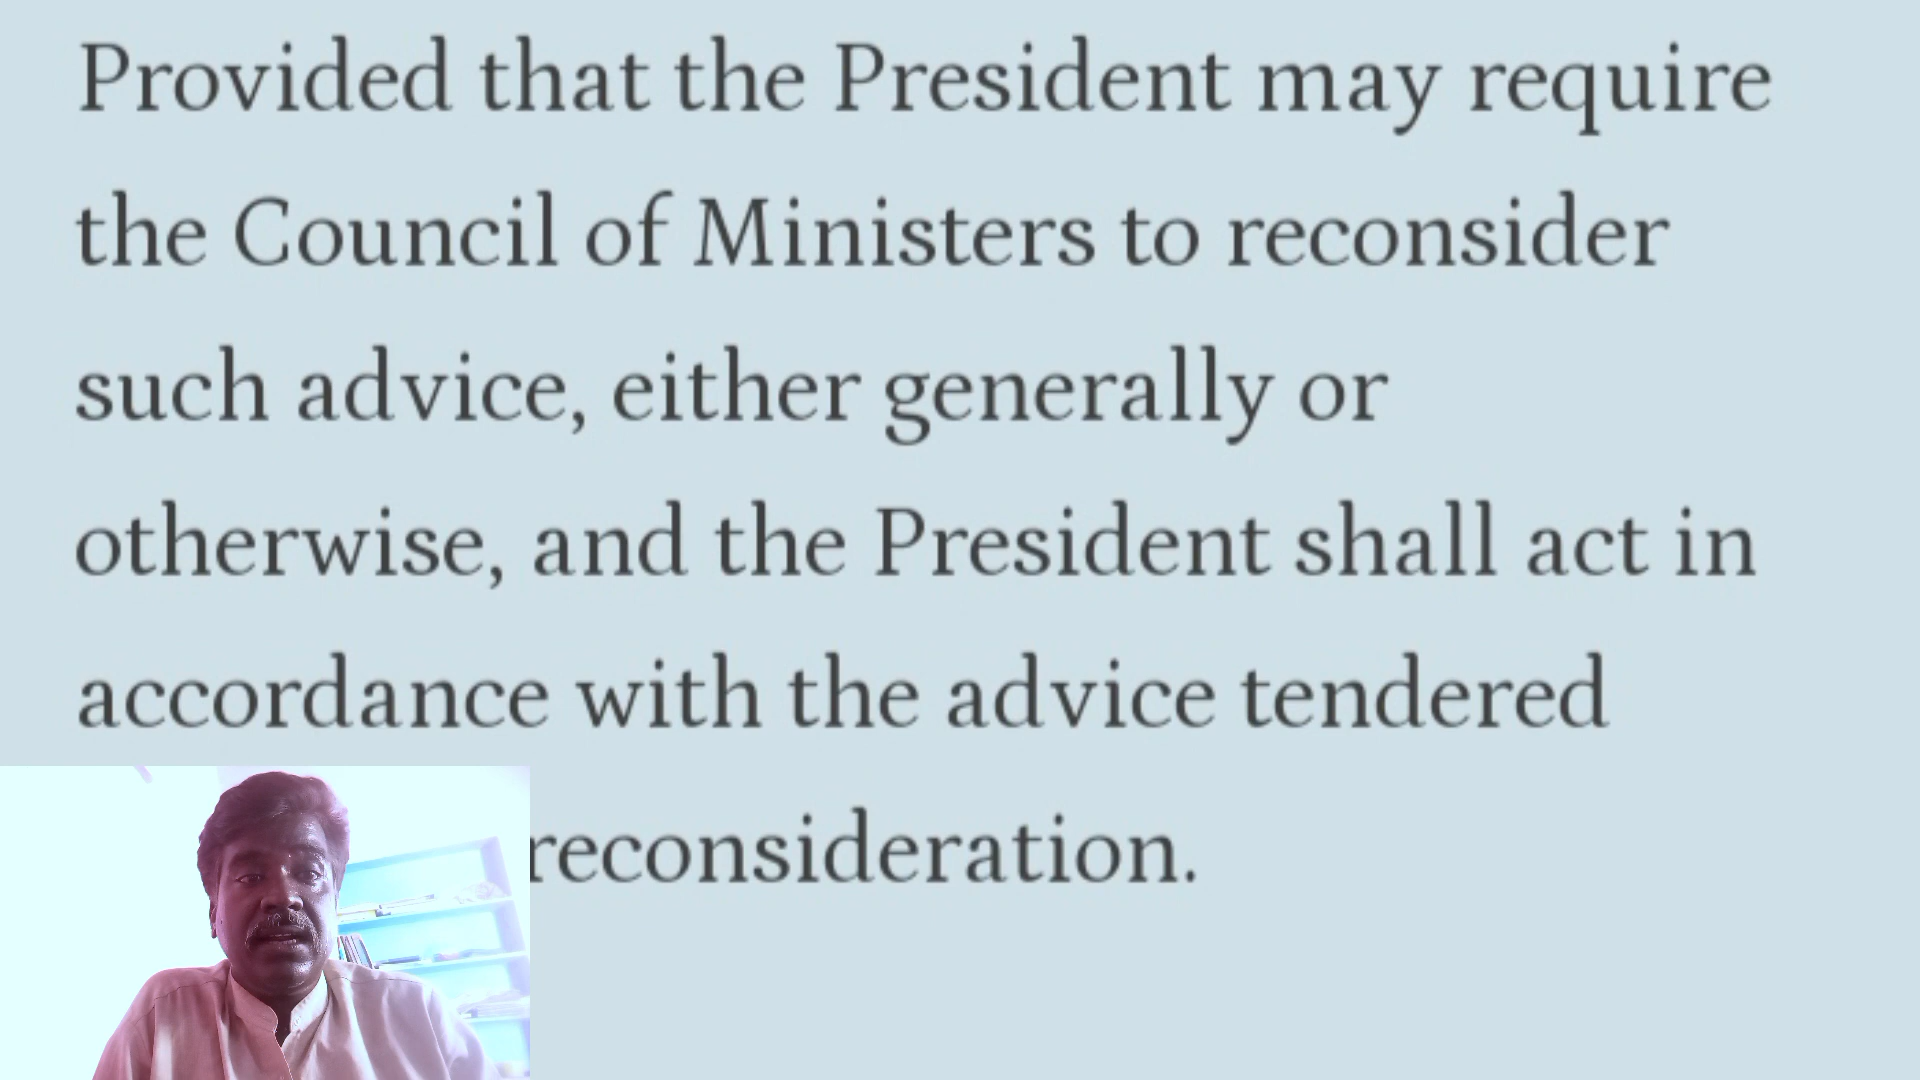 Provided that the President may require
the Council of Ministers to reconsider
such advice, either generally or
otherwise, and the President shall act in
accordance with the advice tendered
reconsideration.